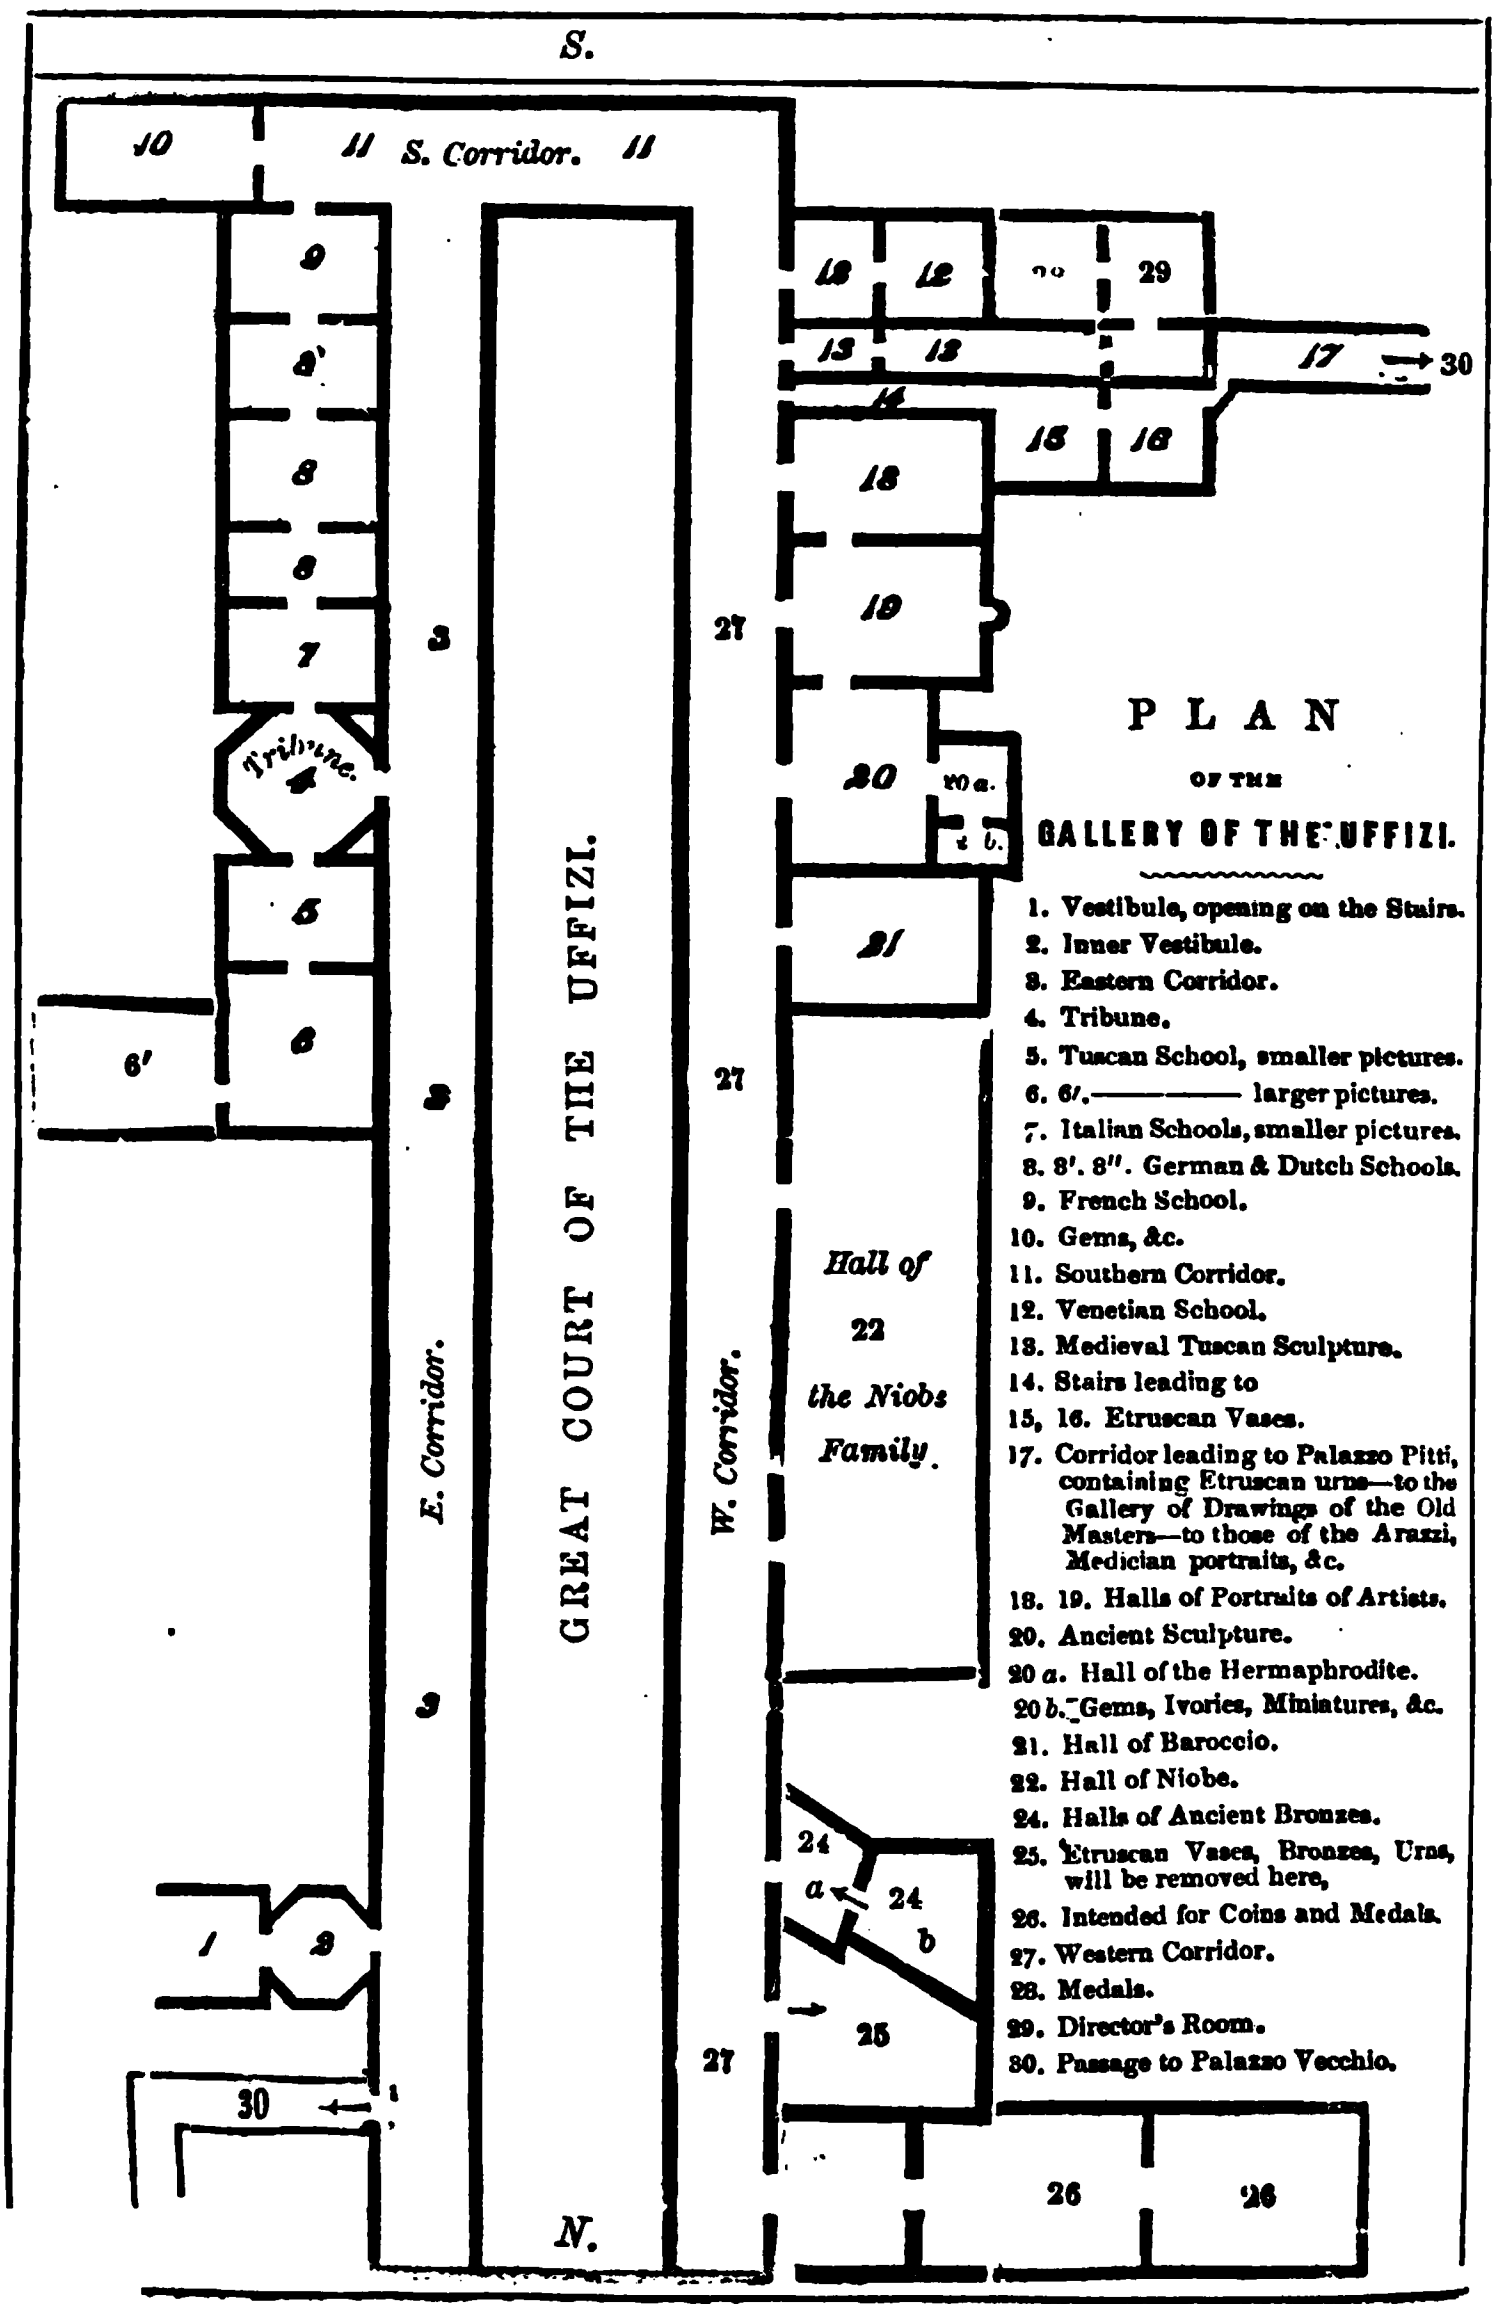 S.
10
11 S. Corridor. 11
9
8'
8
8
7
Tribune.
4
5
6
6'
3
3
E. Corridor.
3
1
2
30
GREAT COURT OF THE UFFIZI.
N.
27
27
W. Corridor.
27
12
12
29
13
12
17
30
14
15
16
18
19
20
20 a.
b.
21
Hall of
22
the Niobe
Family.
24
a
24
b
25
26
26
PLAN
OF THE
GALLERY OF THE UFFIZI.
1. Vestibule, opening on the Stairs.
2. Inner Vestibule.
3. Eastern Corridor.
4. Tribune.
5. Tuscan School, smaller pictures.
6. 6'.—————— larger pictures.
7. Italian Schools, smaller pictures.
8. 8'. 8". German & Dutch Schools.
9. French School.
10. Gems, &c.
11. Southern Corridor.
12. Venetian School.
13. Medieval Tuscan Sculpture.
14. Stairs leading to
15, 16. Etruscan Vases.
17. Corridor leading to Palazzo Pitti,
containing Etruscan urns—to the
Gallery of Drawings of the Old
Masters—to those of the Arazzi,
Medician portraits, &c.
18. 19. Halls of Portraits of Artists.
20. Ancient Sculpture.
20 a. Hall of the Hermaphrodite.
20 b. Gems, Ivories, Miniatures, &c.
21. Hall of Baroccio.
22. Hall of Niobe.
24. Halls of Ancient Bronzes.
25. Etruscan Vases, Bronzes, Urns,
will be removed here,
26. Intended for Coins and Medals.
27. Western Corridor.
28. Medals.
29. Director's Room.
30. Passage to Palazzo Vecchio.